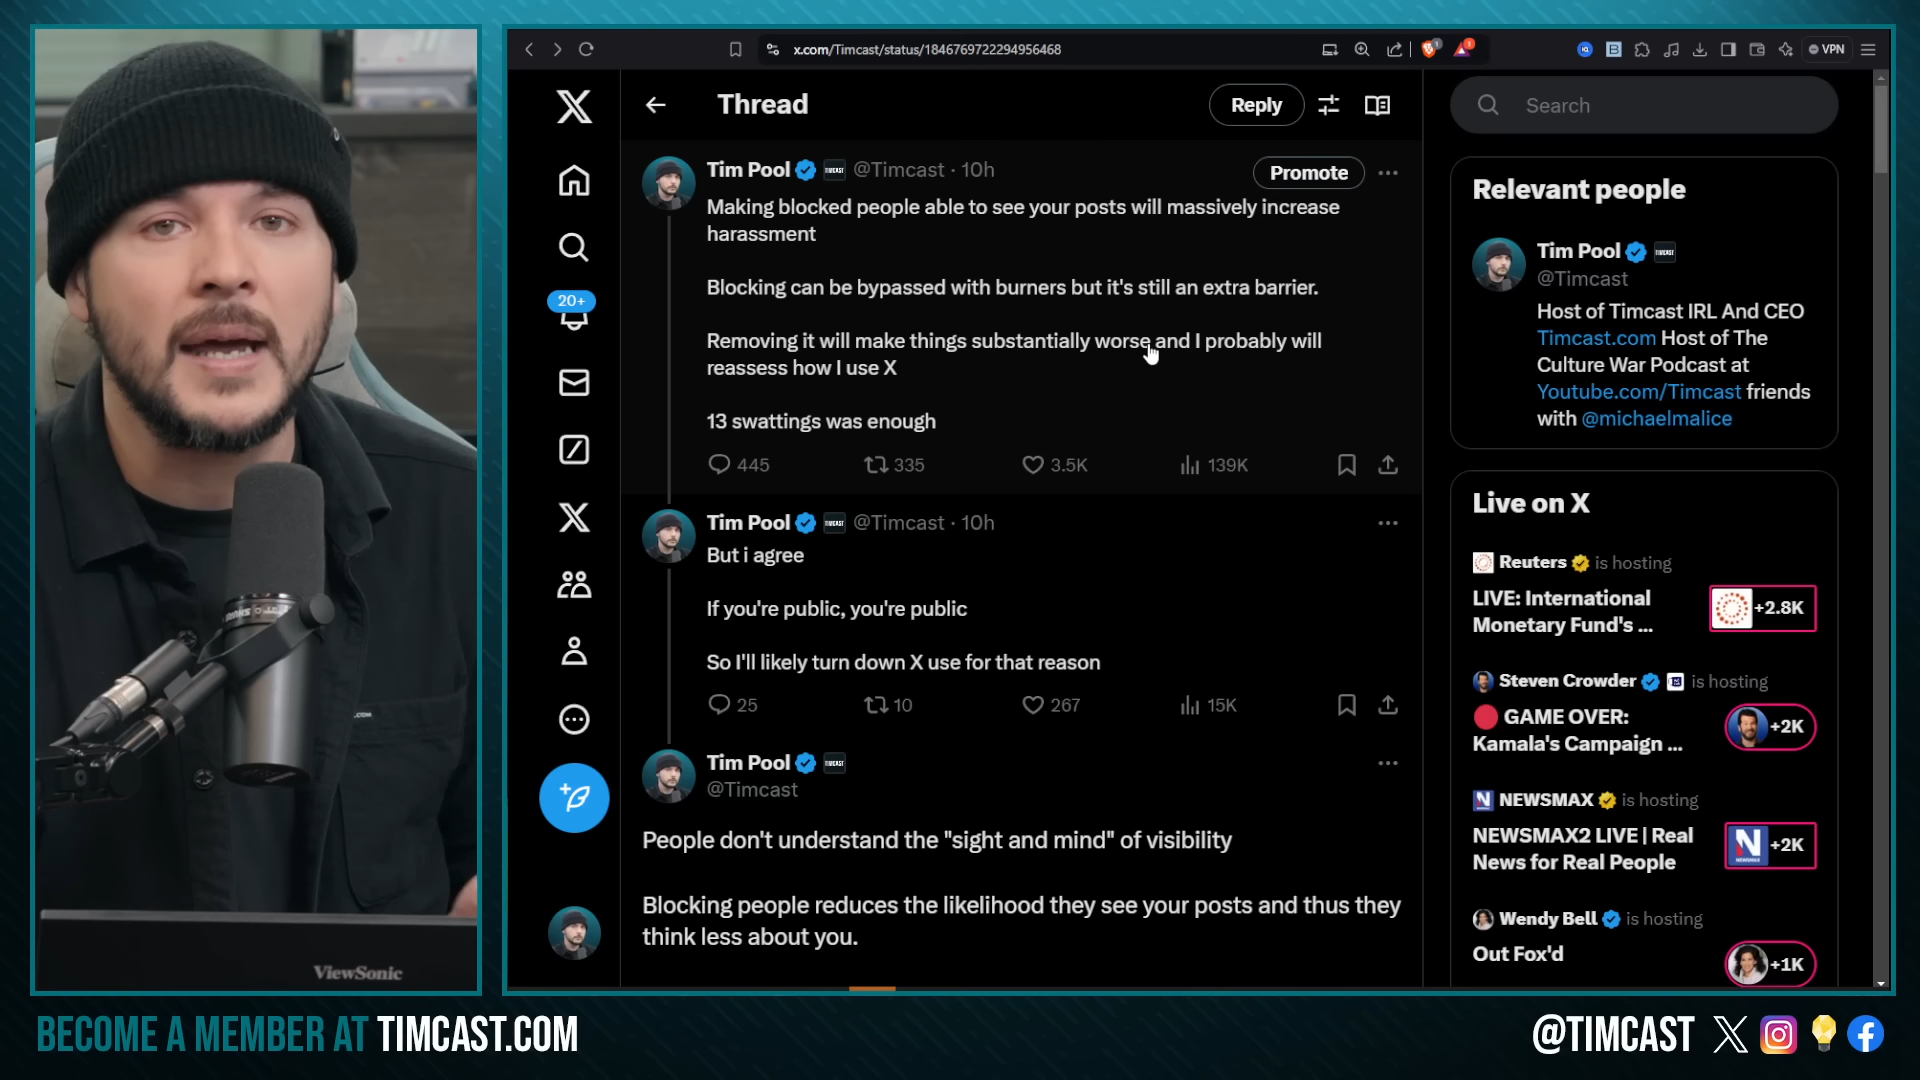 x.com/Timcast/status/1846769722294956468
VPN
Thread
Reply
Search
Tim Pool @Timcast · 10h
Promote
Making blocked people able to see your posts will massively increase
harassment
Blocking can be bypassed with burners but it's still an extra barrier.
Removing it will make things substantially worse and I probably will
reassess how I use X
13 swattings was enough
445 335 3.5K 139K
20+
Tim Pool @Timcast · 10h
But i agree
If you're public, you're public
So I'll likely turn down X use for that reason
25 10 267 15K
Tim Pool
@Timcast
People don't understand the "sight and mind" of visibility
Blocking people reduces the likelihood they see your posts and thus they
think less about you.
Relevant people
Tim Pool
@Timcast
Host of Timcast IRL And CEO
Timcast.com Host of The
Culture War Podcast at
Youtube.com/Timcast friends
with @michaelmalice
Live on X
Reuters is hosting
LIVE: International
Monetary Fund's ...
+2.8K
Steven Crowder is hosting
GAME OVER:
Kamala's Campaign ...
+2K
NEWSMAX is hosting
NEWSMAX2 LIVE | Real
News for Real People
+2K
Wendy Bell is hosting
Out Fox'd
+1K
ViewSonic
BECOME A MEMBER AT TIMCAST.COM
@TIMCAST